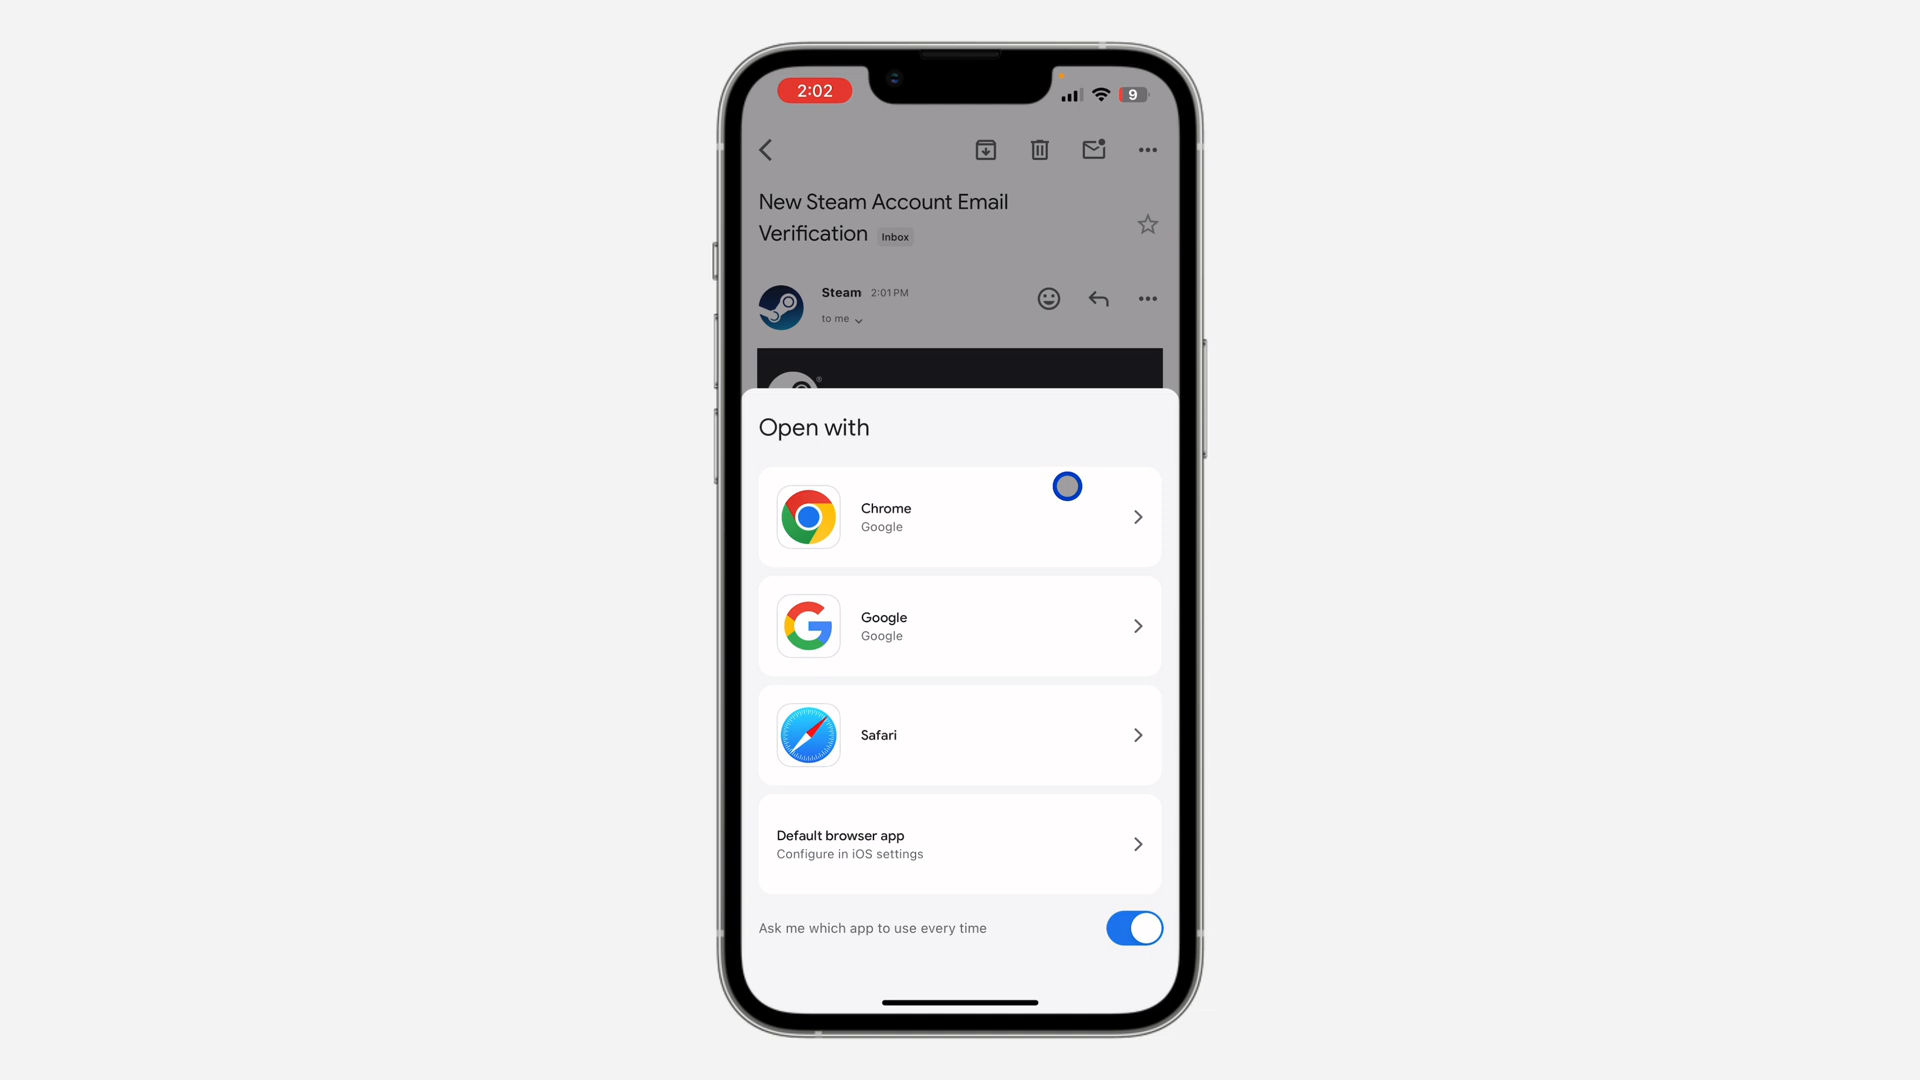 2:02
9
New Steam Account Email
Verification Inbox
Steam 2:01 PM
to me
Open with
Chrome
Google
Google
Google
Safari
Default browser app
Configure in iOS settings
Ask me which app to use every time